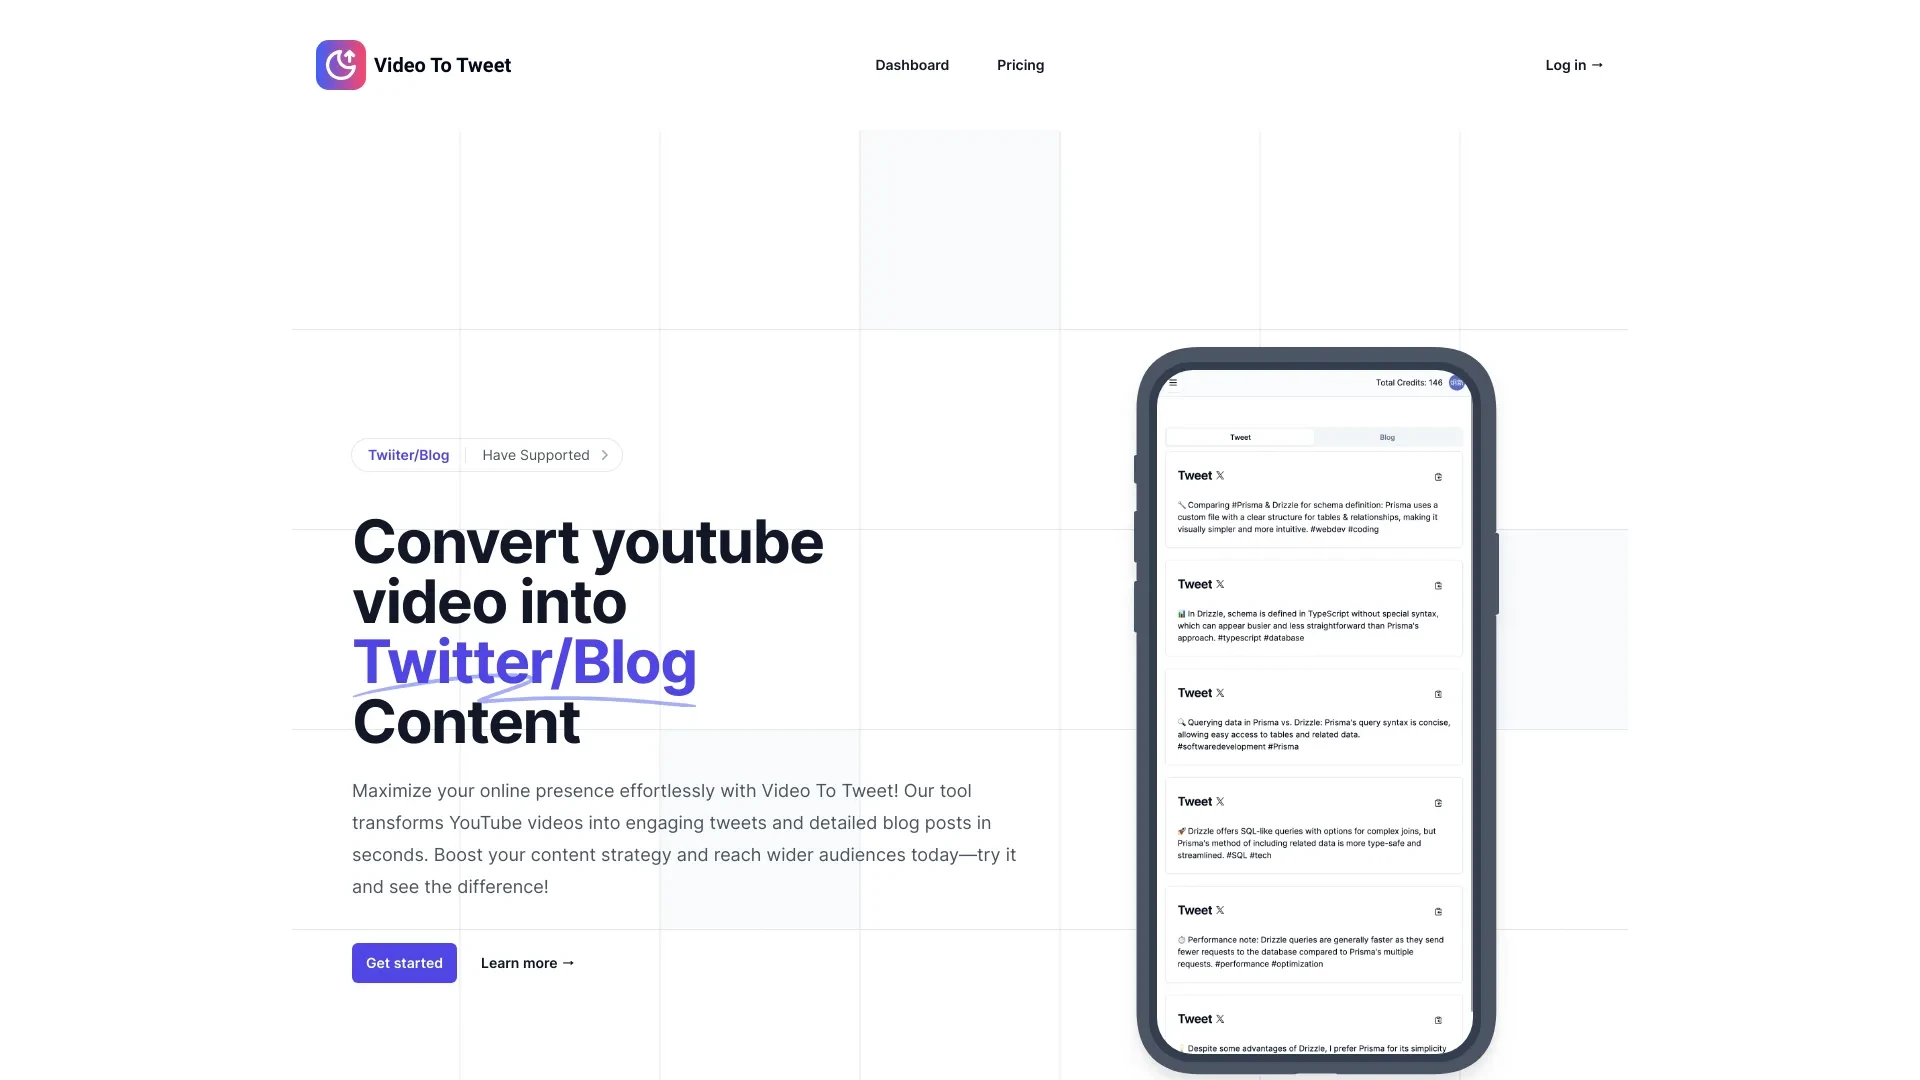 Video To Tweet
Dashboard
Pricing
Log in →
Twiiter/Blog
Have Supported
Convert youtube
video into
Twitter/Blog
Content
Maximize your online presence effortlessly with Video To Tweet! Our tool
transforms YouTube videos into engaging tweets and detailed blog posts in
seconds. Boost your content strategy and reach wider audiences today—try it
and see the difference!
Get started
Learn more →
Total Credits: 146
Tweet
Blog
Tweet 𝕏
🔧 Comparing #Prisma & Drizzle for schema definition: Prisma uses a
custom file with a clear structure for tables & relationships, making it
visually simpler and more intuitive. #webdev #coding
Tweet 𝕏
📊 In Drizzle, schema is defined in TypeScript without special syntax,
which can appear busier and less straightforward than Prisma's
approach. #typescript #database
Tweet 𝕏
🔍 Querying data in Prisma vs. Drizzle: Prisma's query syntax is concise,
allowing easy access to tables and related data.
#softwaredevelopment #Prisma
Tweet 𝕏
🚀 Drizzle offers SQL-like queries with options for complex joins, but
Prisma's method of including related data is more type-safe and
streamlined. #SQL #tech
Tweet 𝕏
⏱ Performance note: Drizzle queries are generally faster as they send
fewer requests to the database compared to Prisma's multiple
requests. #performance #optimization
Tweet 𝕏
Despite some advantages of Drizzle, I prefer Prisma for its simplicity